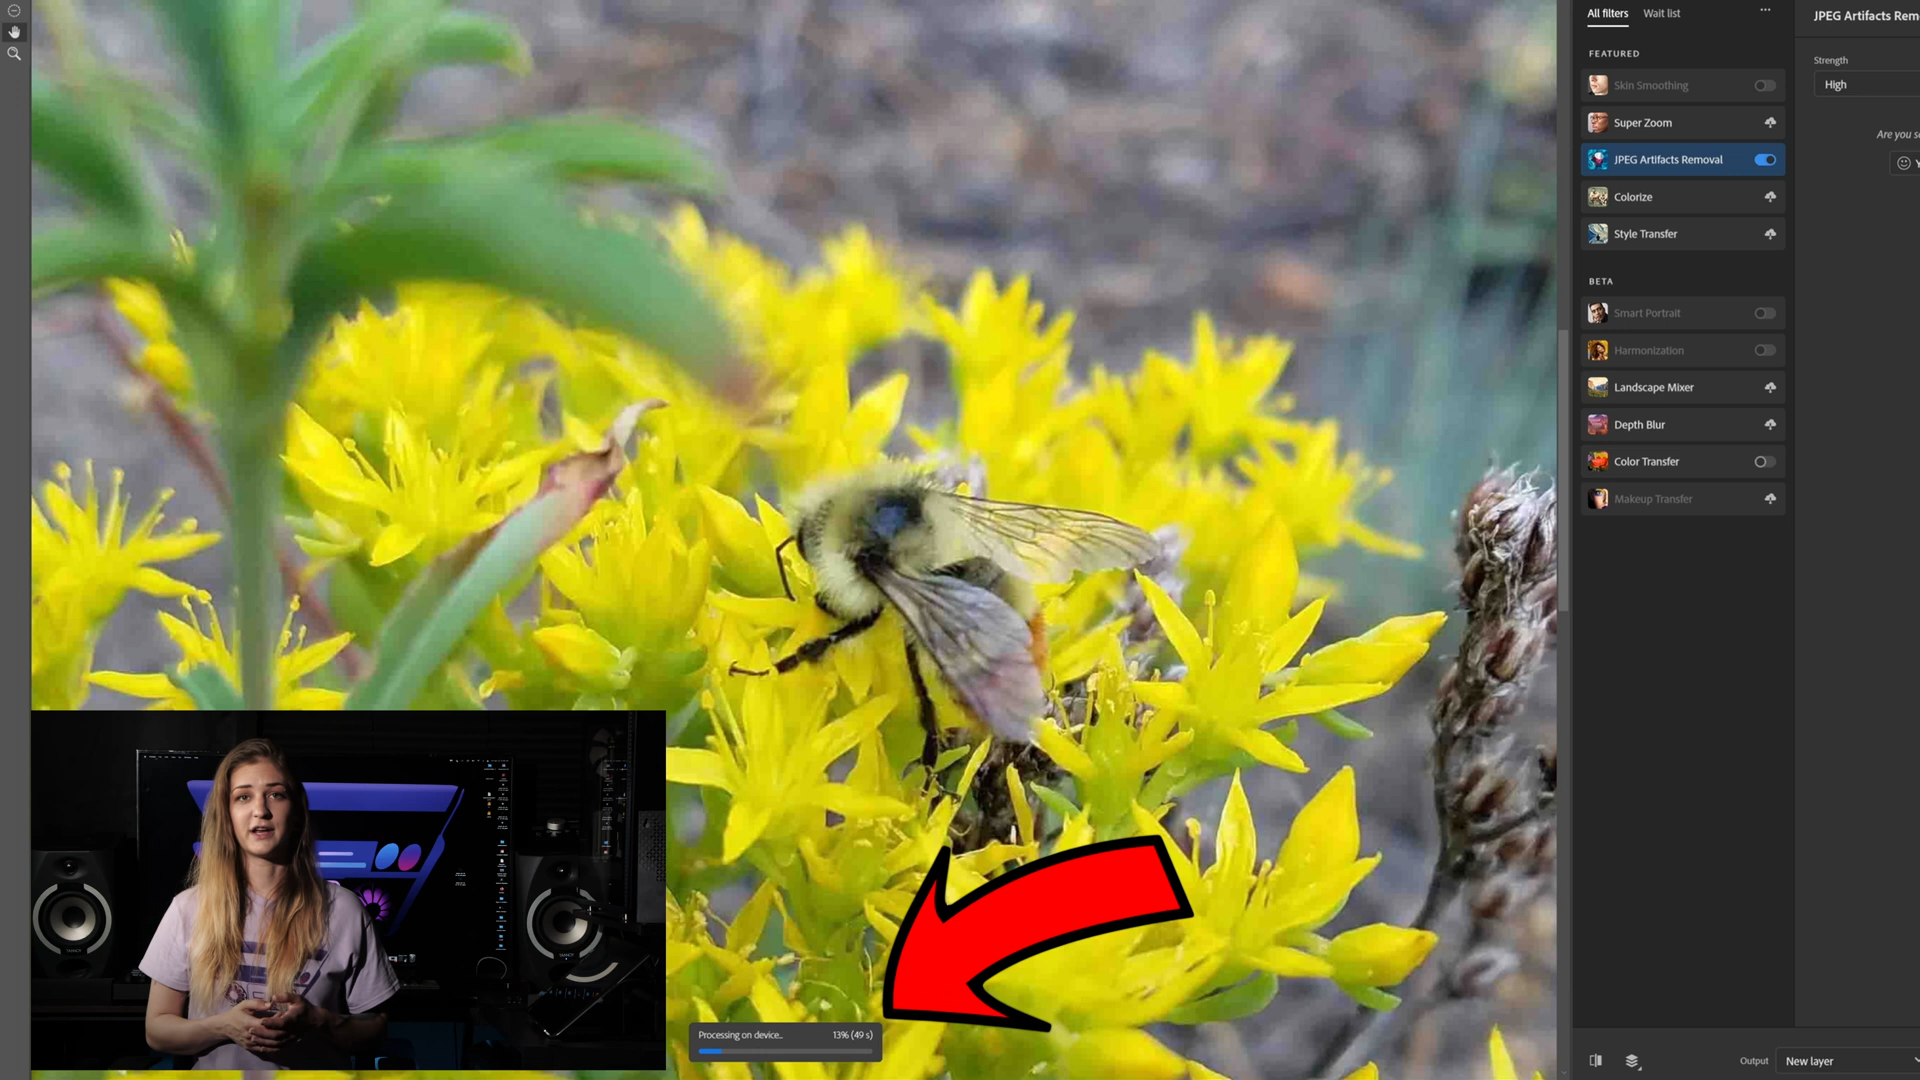 All filters Wait list
FEATURED
Skin Smoothing
Super Zoom
JPEG Artifacts Removal
Colorize
Style Transfer
BETA
Smart Portrait
Harmonization
Landscape Mixer
Depth Blur
Color Transfer
Makeup Transfer
JPEG Artifacts Rem
Strength
High
Are you s
Y
Processing on device... 13% (49 s)
Output New layer